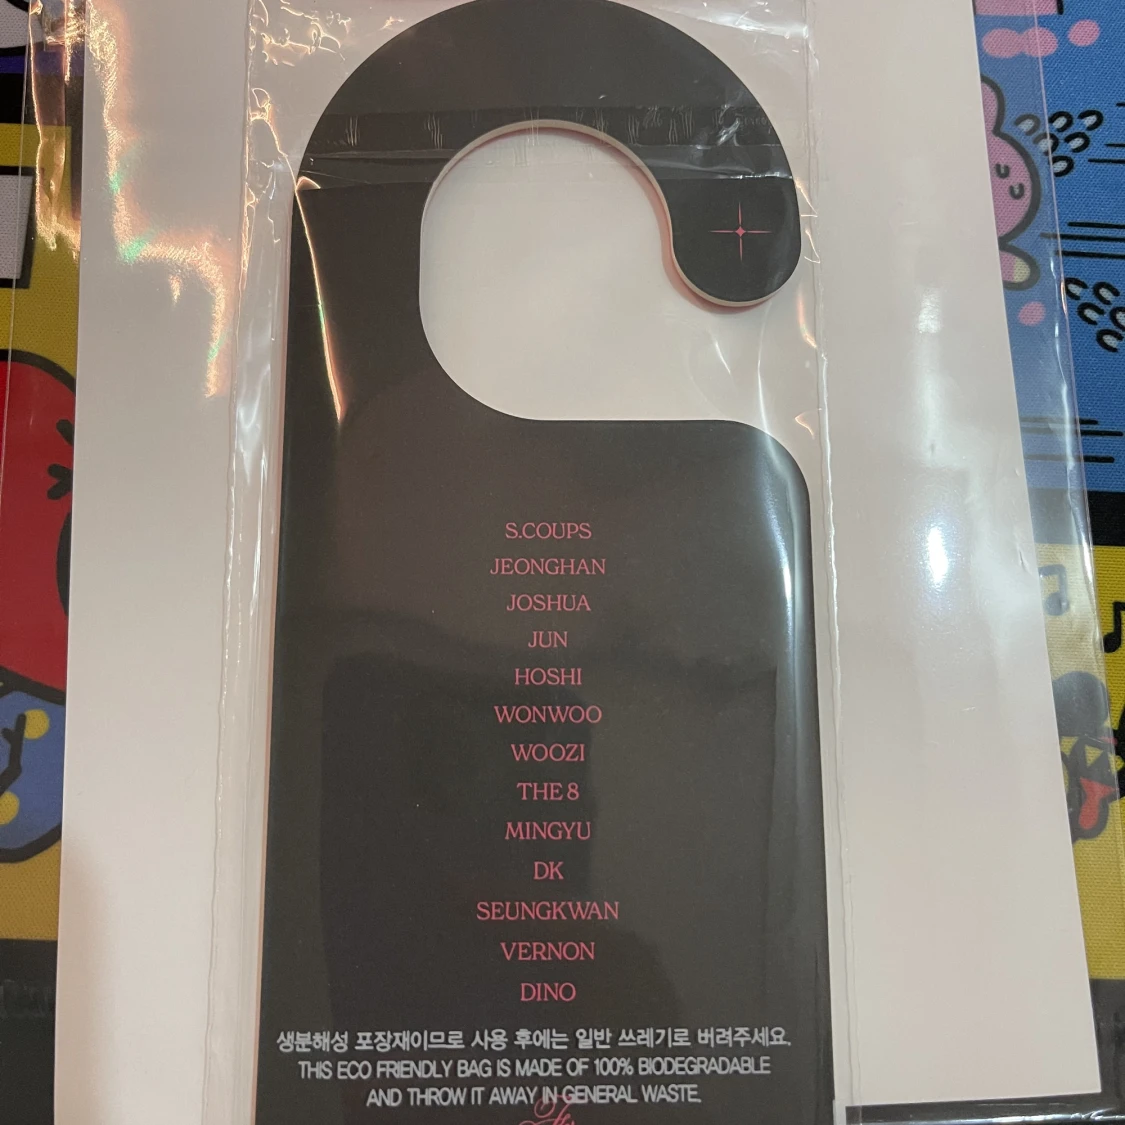 S.COUPS
JEONGHAN
JOSHUA
JUN
HOSHI
WONWOO
WOOZI
THE 8
MINGYU
DK
SEUNGKWAN
VERNON
DINO
생분해성 포장재이므로 사용 후에는 일반 쓰레기로 버려주세요.
THIS ECO FRIENDLY BAG IS MADE OF 100% BIODEGRADABLE
AND THROW IT AWAY IN GENERAL WASTE.